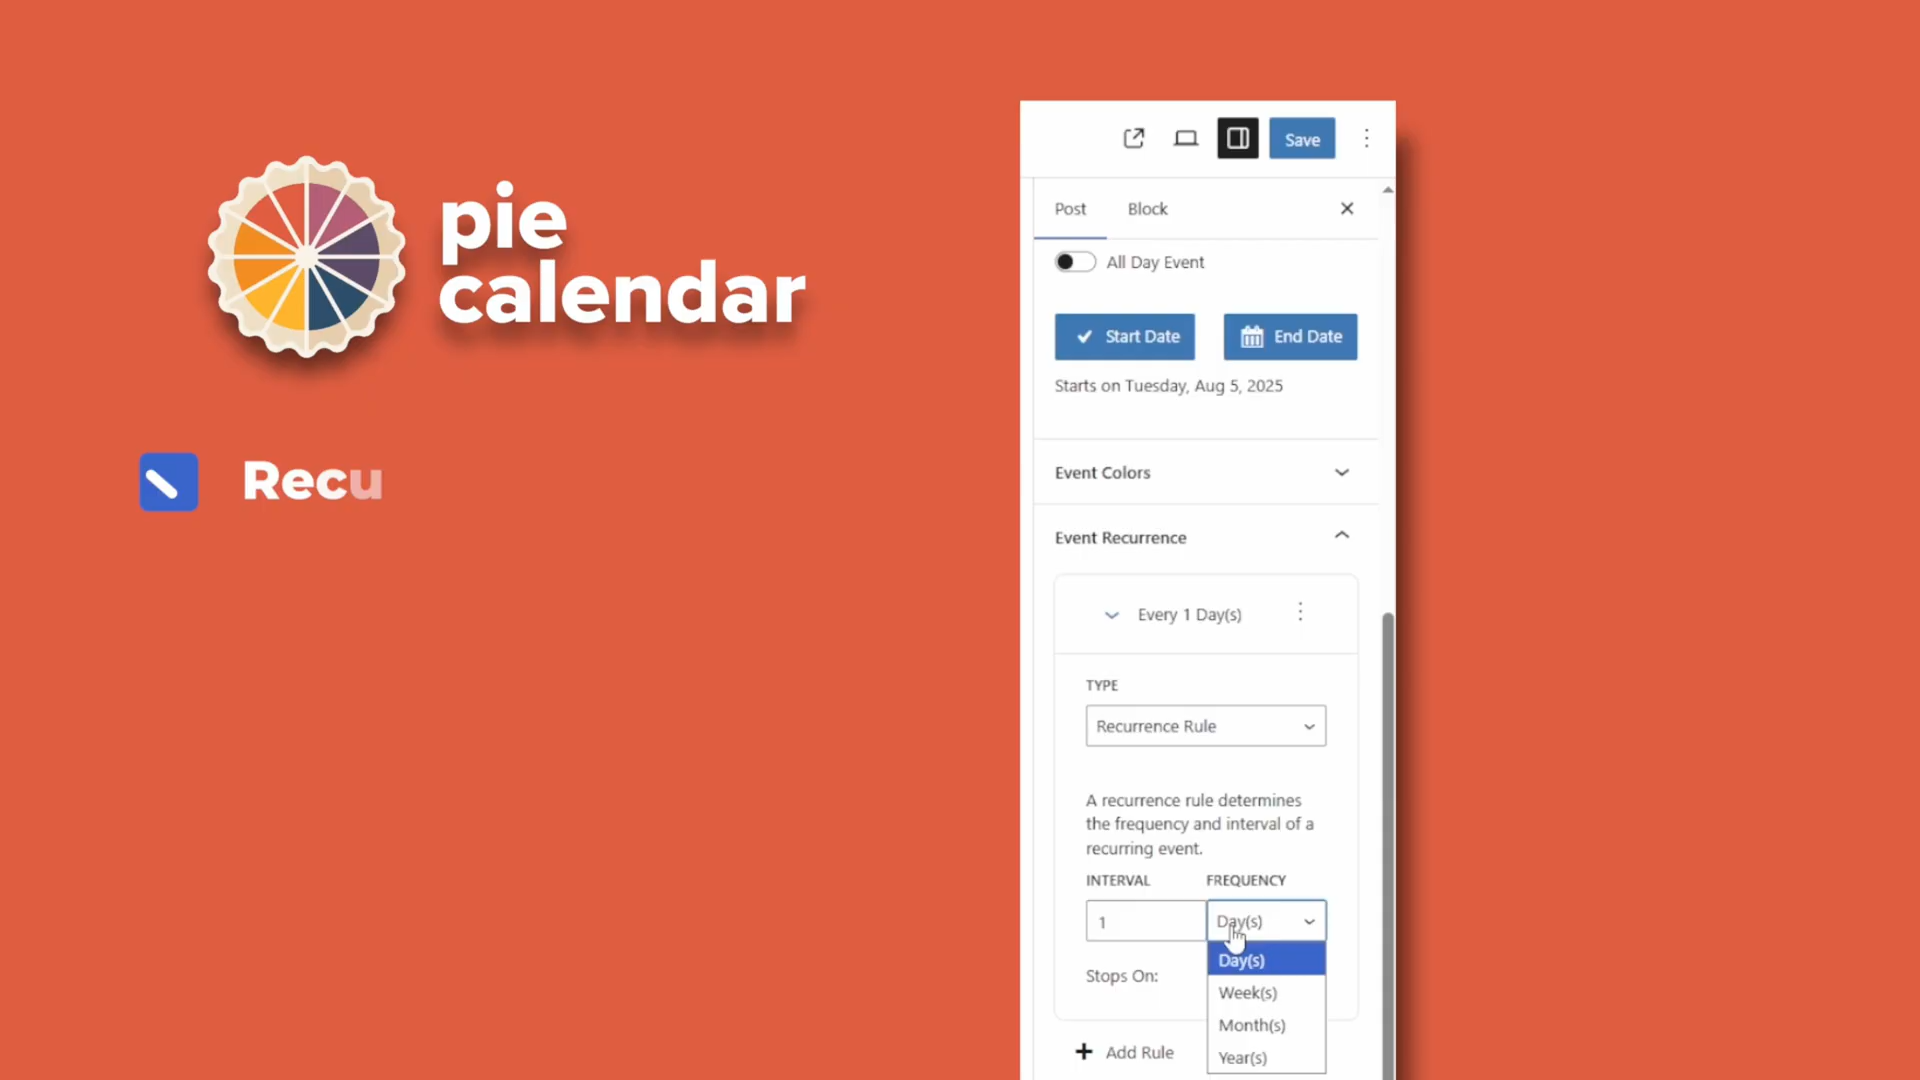 pie
calendar
Recu
Save
Post Block
All Day Event
Start Date End Date
Starts on Tuesday, Aug 5, 2025
Event Colors
Event Recurrence
Every 1 Day(s)
TYPE
Recurrence Rule
A recurrence rule determines
the frequency and interval of a
recurring event.
INTERVAL FREQUENCY
1 Day(s)
Day(s)
Stops On:
Week(s)
Month(s)
Add Rule
Year(s)